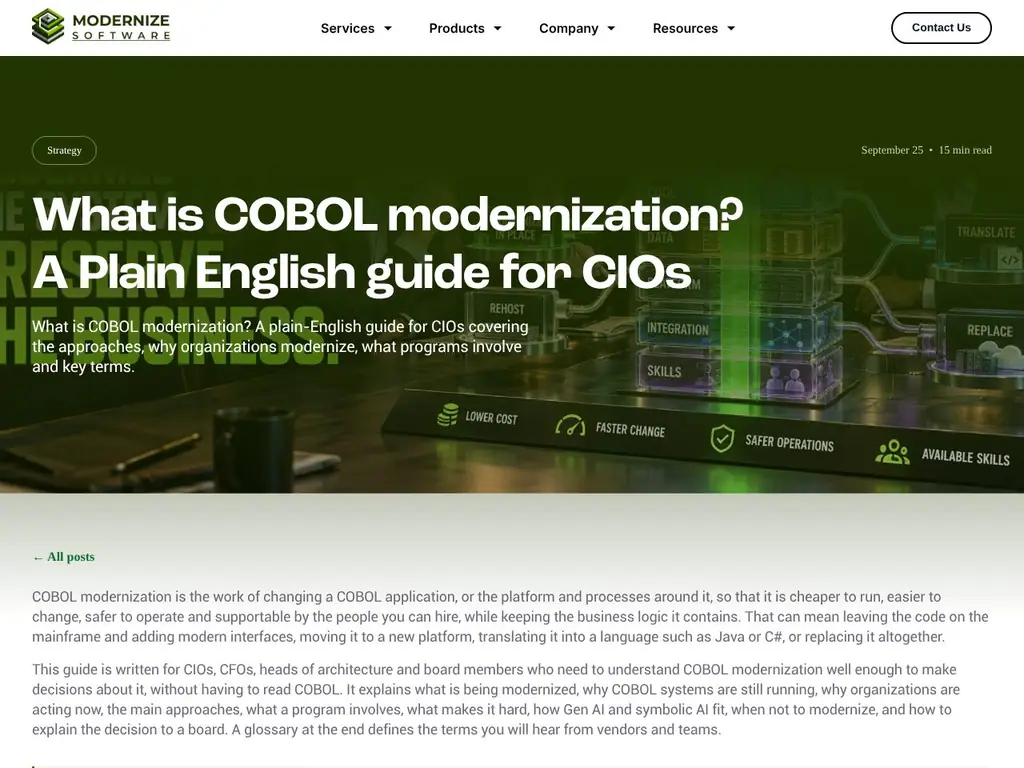 MODERNIZE
SOFTWARE
Services
Products
Company
Resources
Contact Us
Strategy
September 25 • 15 min read
What is COBOL modernization?
A Plain English guide for CIOs
What is COBOL modernization? A plain-English guide for CIOs covering
the approaches, why organizations modernize, what programs involve
and key terms.
RESERVE
BUSINESS.
IN PLACE
REHOST
DATA
INTEGRATION
SKILLS
TRANSLATE
</>
REPLACE
LOWER COST
FASTER CHANGE
SAFER OPERATIONS
AVAILABLE SKILLS
← All posts
COBOL modernization is the work of changing a COBOL application, or the platform and processes around it, so that it is cheaper to run, easier to
change, safer to operate and supportable by the people you can hire, while keeping the business logic it contains. That can mean leaving the code on the
mainframe and adding modern interfaces, moving it to a new platform, translating it into a language such as Java or C#, or replacing it altogether.
This guide is written for CIOs, CFOs, heads of architecture and board members who need to understand COBOL modernization well enough to make
decisions about it, without having to read COBOL. It explains what is being modernized, why COBOL systems are still running, why organizations are
acting now, the main approaches, what a program involves, what makes it hard, how Gen AI and symbolic AI fit, when not to modernize, and how to
explain the decision to a board. A glossary at the end defines the terms you will hear from vendors and teams.